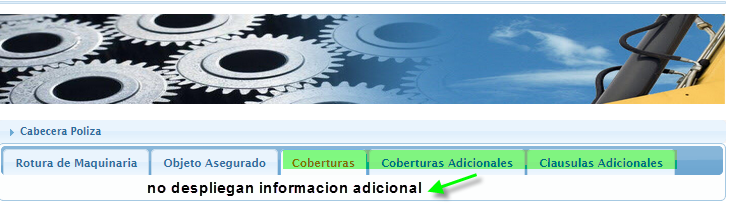 Cabecera Poliza
Rotura de Maquinaria Objeto Asegurado Coberturas Coberturas Adicionales Clausulas Adicionales
no despliegan informacion adicional